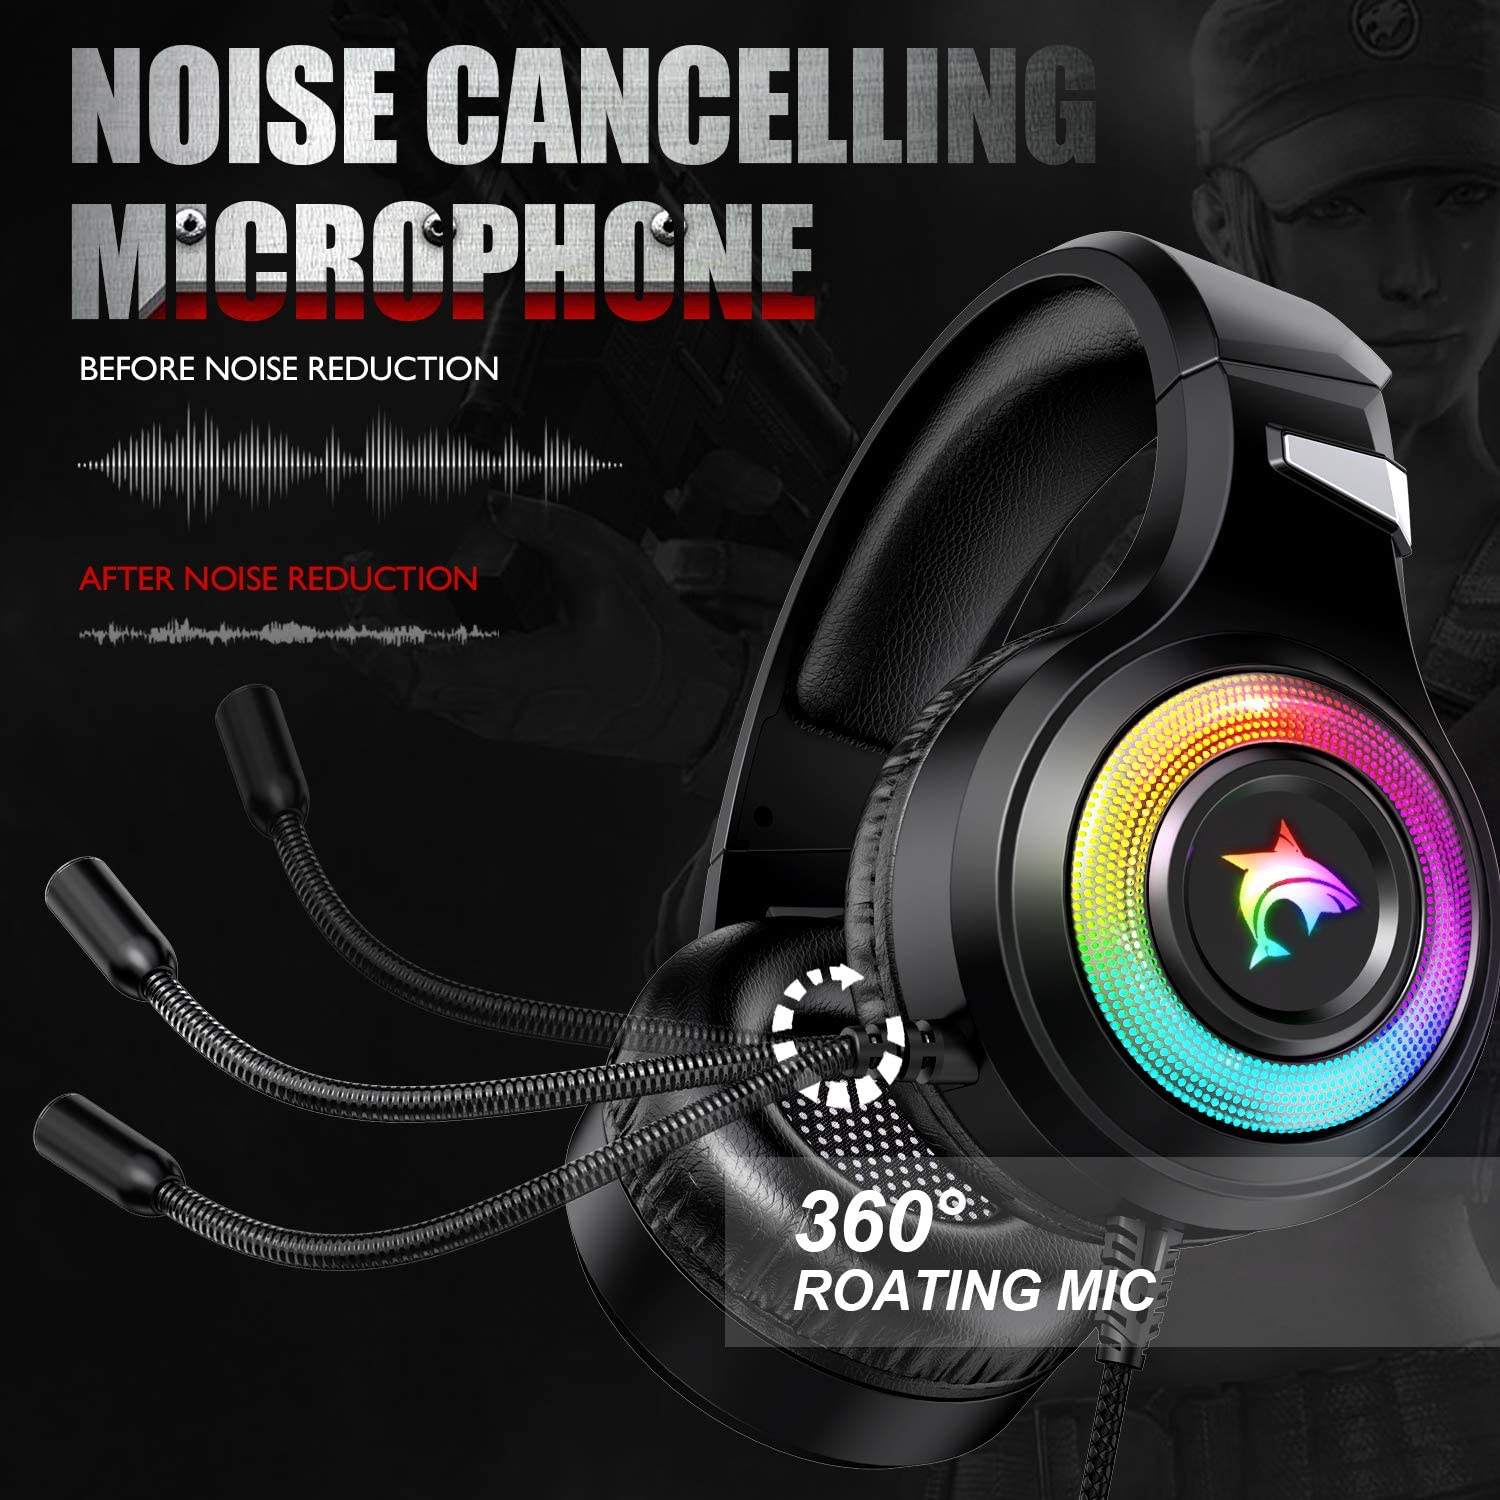 NOISE CANCELLING
MICROPHONE
BEFORE NOISE REDUCTION
AFTER NOISE REDUCTION
360°
ROATING MIC